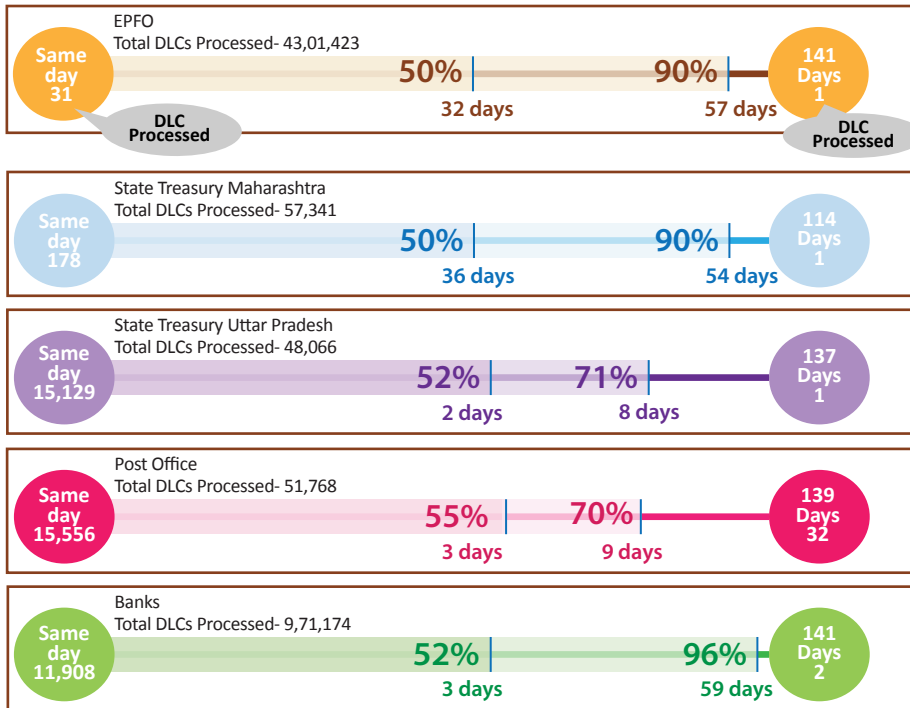 EPFO
Total DLCs Processed- 43,01,423
Same
day
31
50%
90%
141
Days
1
32 days
57 days
DLC
Processed
DLC
Processed
State Treasury Maharashtra
Total DLCs Processed- 57,341
Same
day
178
50%
90%
114
Days
1
36 days
54 days
State Treasury Uttar Pradesh
Total DLCs Processed- 48,066
Same
day
15,129
52%
71%
137
Days
1
2 days
8 days
Post Office
Total DLCs Processed- 51,768
Same
day
15,556
55%
70%
139
Days
32
3 days
9 days
Banks
Total DLCs Processed- 9,71,174
Same
day
11,908
52%
96%
141
Days
2
3 days
59 days